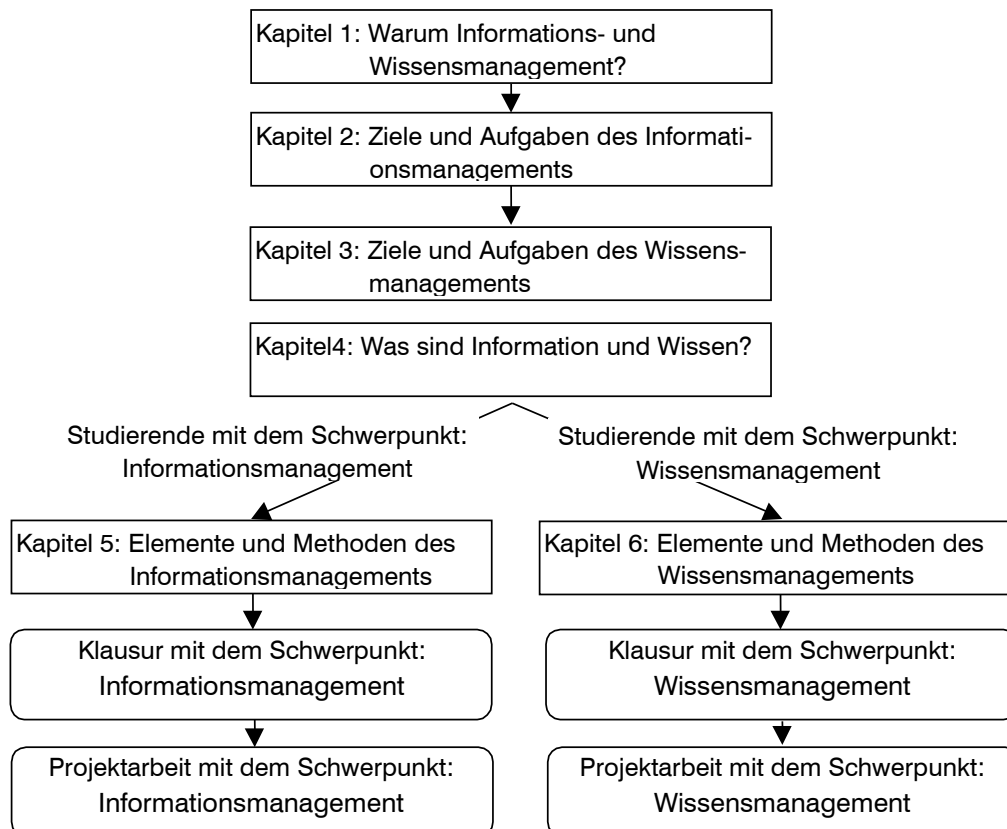 Kapitel 1: Warum Informations- und
Wissensmanagement?
Kapitel 2: Ziele und Aufgaben des Informati-
onsmanagements
Kapitel 3: Ziele und Aufgaben des Wissens-
managements
Kapitel4: Was sind Information und Wissen?
Studierende mit dem Schwerpunkt:
Informationsmanagement
Studierende mit dem Schwerpunkt:
Wissensmanagement
Kapitel 5: Elemente und Methoden des
Informationsmanagements
Kapitel 6: Elemente und Methoden des
Wissensmanagements
Klausur mit dem Schwerpunkt:
Informationsmanagement
Klausur mit dem Schwerpunkt:
Wissensmanagement
Projektarbeit mit dem Schwerpunkt:
Informationsmanagement
Projektarbeit mit dem Schwerpunkt:
Wissensmanagement